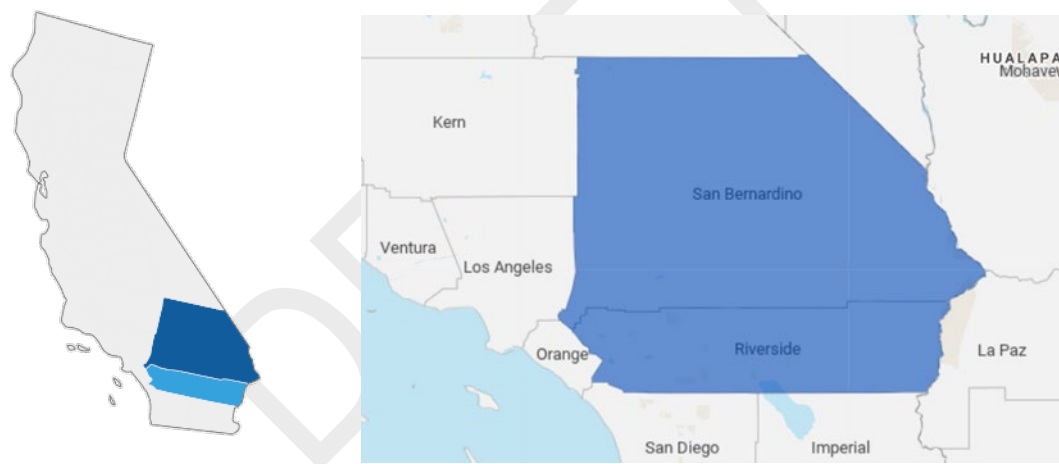 HUALAPA
Mohave
Kern
San Bernardino
Ventura
Los Angeles
Orange
Riverside
La Paz
San Diego
Imperial